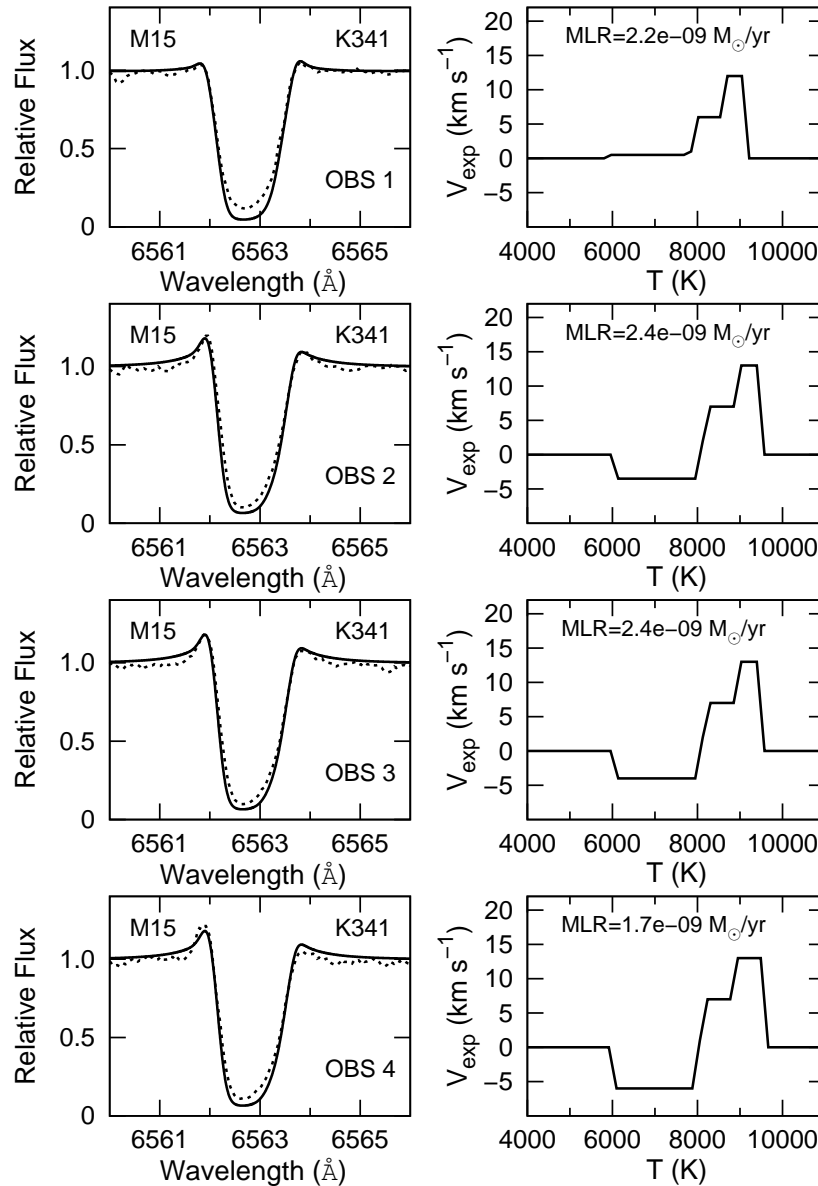 M15 K341
1.0
0.5
0
Relative Flux
OBS 1
6561 6563 6565
Wavelength (Å)
MLR=2.2e−09 M☉/yr
20
15
10
5
0
−5
V_exp (km s⁻¹)
4000 6000 8000 10000
T (K)
M15 K341
1.0
0.5
0
Relative Flux
OBS 2
6561 6563 6565
Wavelength (Å)
MLR=2.4e−09 M☉/yr
20
15
10
5
0
−5
V_exp (km s⁻¹)
4000 6000 8000 10000
T (K)
M15 K341
1.0
0.5
0
Relative Flux
OBS 3
6561 6563 6565
Wavelength (Å)
MLR=2.4e−09 M☉/yr
20
15
10
5
0
−5
V_exp (km s⁻¹)
4000 6000 8000 10000
T (K)
M15 K341
1.0
0.5
0
Relative Flux
OBS 4
6561 6563 6565
Wavelength (Å)
MLR=1.7e−09 M☉/yr
20
15
10
5
0
−5
V_exp (km s⁻¹)
4000 6000 8000 10000
T (K)